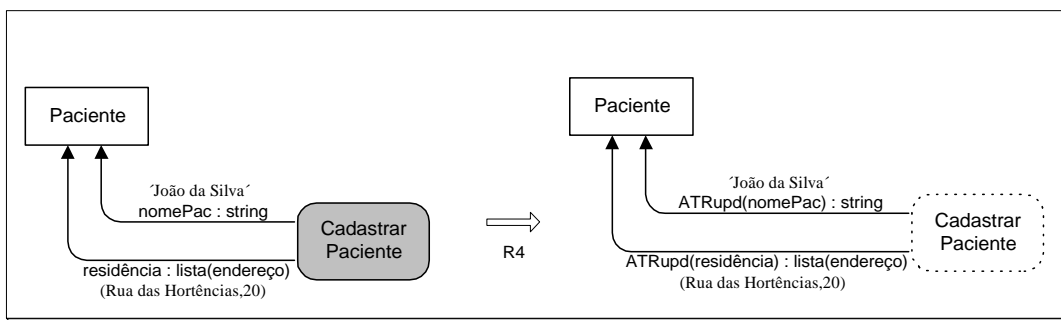 Paciente
´João da Silva´
nomePac : string
Cadastrar
Paciente
residência : lista(endereço)
(Rua das Hortências,20)
R4
Paciente
´João da Silva´
ATRupd(nomePac) : string
Cadastrar
Paciente
ATRupd(residência) : lista(endereço)
(Rua das Hortências,20)